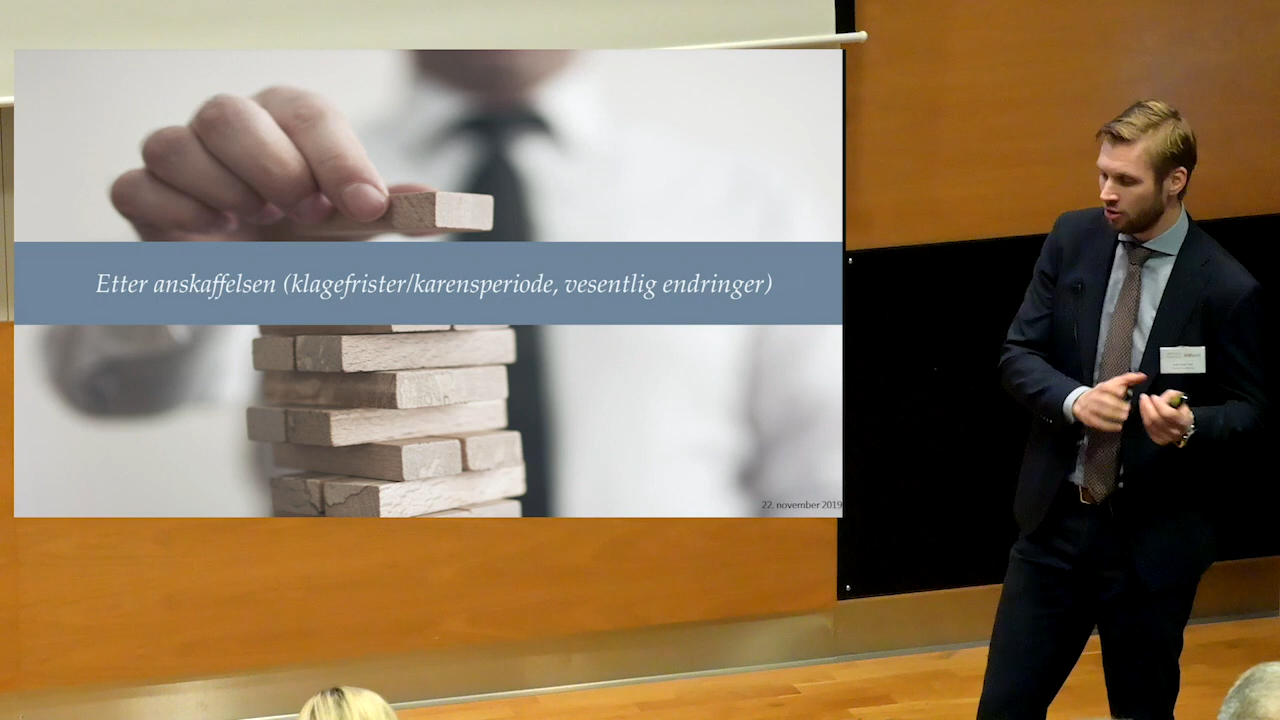 Etter anskaffelsen (klagefrister/karensperiode, vesentlig endringer)
22. november 2019